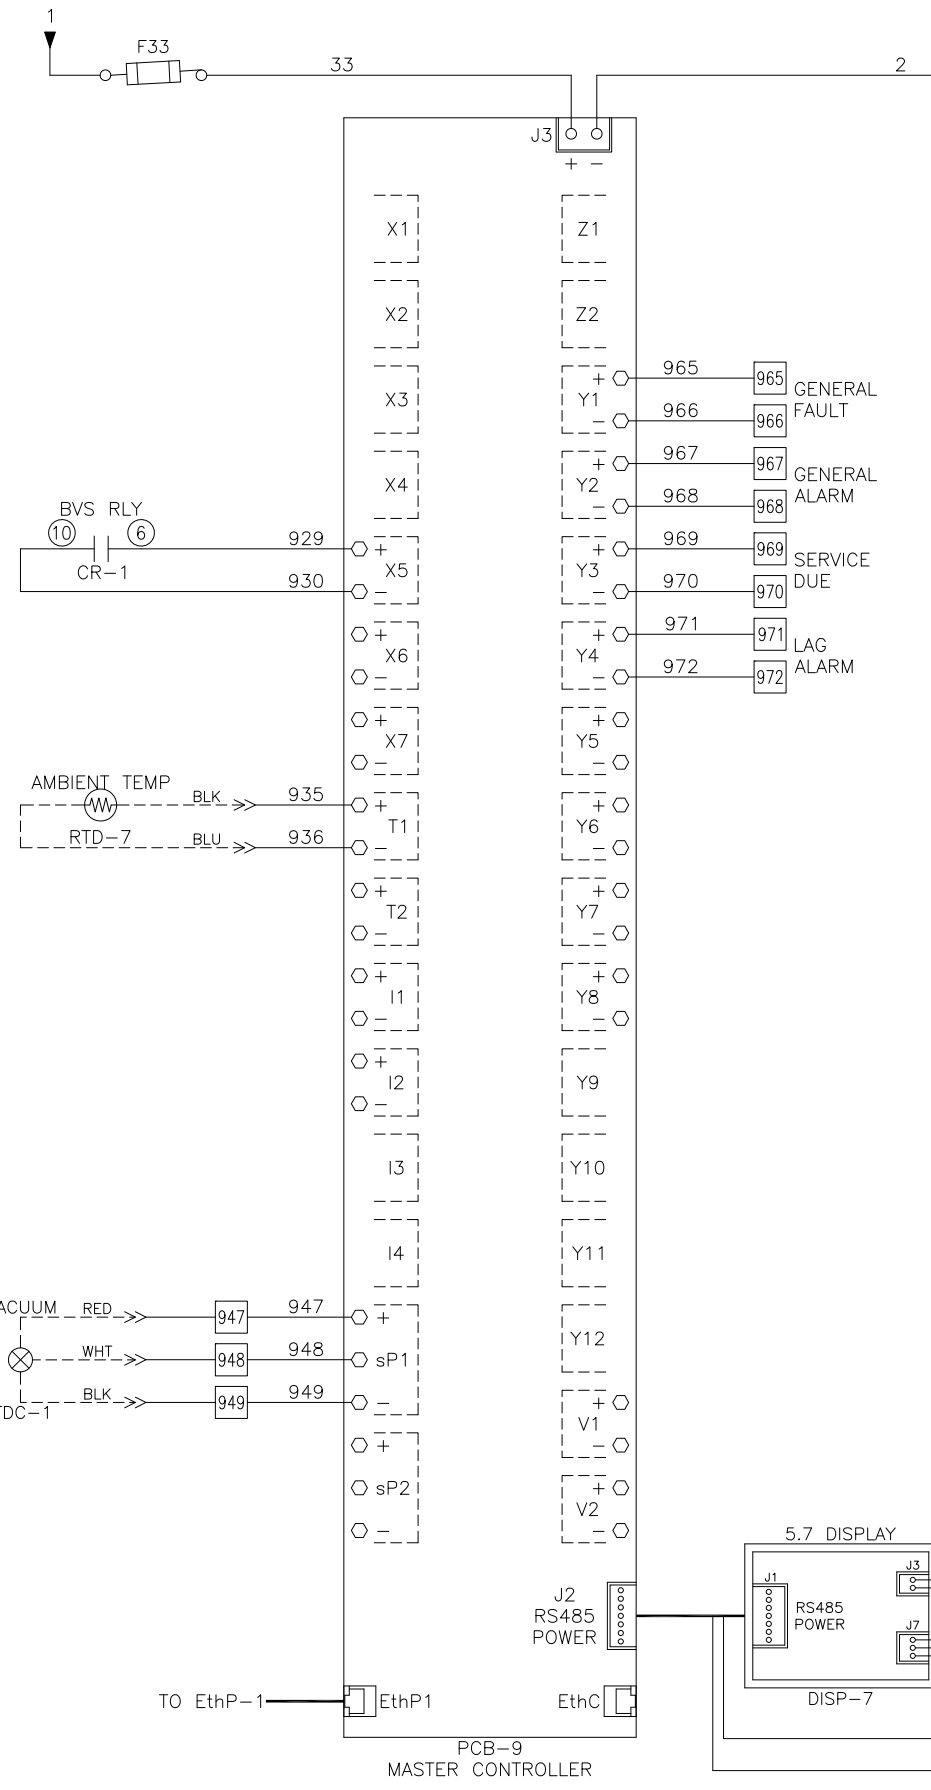 1
F33
33
2
J3
+ −
X1
Z1
X2
Z2
X3
+
Y1
−
965
966
965
966
GENERAL
FAULT
X4
+
Y2
−
967
968
967
968
GENERAL
ALARM
BVS RLY
10
6
CR−1
929
930
+
X5
−
+
Y3
−
969
970
969
970
SERVICE
DUE
+
X6
−
+
Y4
−
971
972
971
972
LAG
ALARM
+
X7
−
+
Y5
−
AMBIENT TEMP
RTD−7
BLK
BLU
935
936
+
T1
−
+
Y6
−
+
T2
−
+
Y7
−
+
I1
−
+
Y8
−
+
I2
−
Y9
I3
Y10
I4
Y11
ACUUM
RED
947
947
+
WHT
948
948
sP1
BLK
949
949
−
TDC−1
Y12
+
V1
−
+
sP2
−
+
V2
−
J2
RS485
POWER
5.7 DISPLAY
J1
RS485
POWER
J3
J7
DISP−7
TO EthP−1
EthP1
EthC
PCB−9
MASTER CONTROLLER